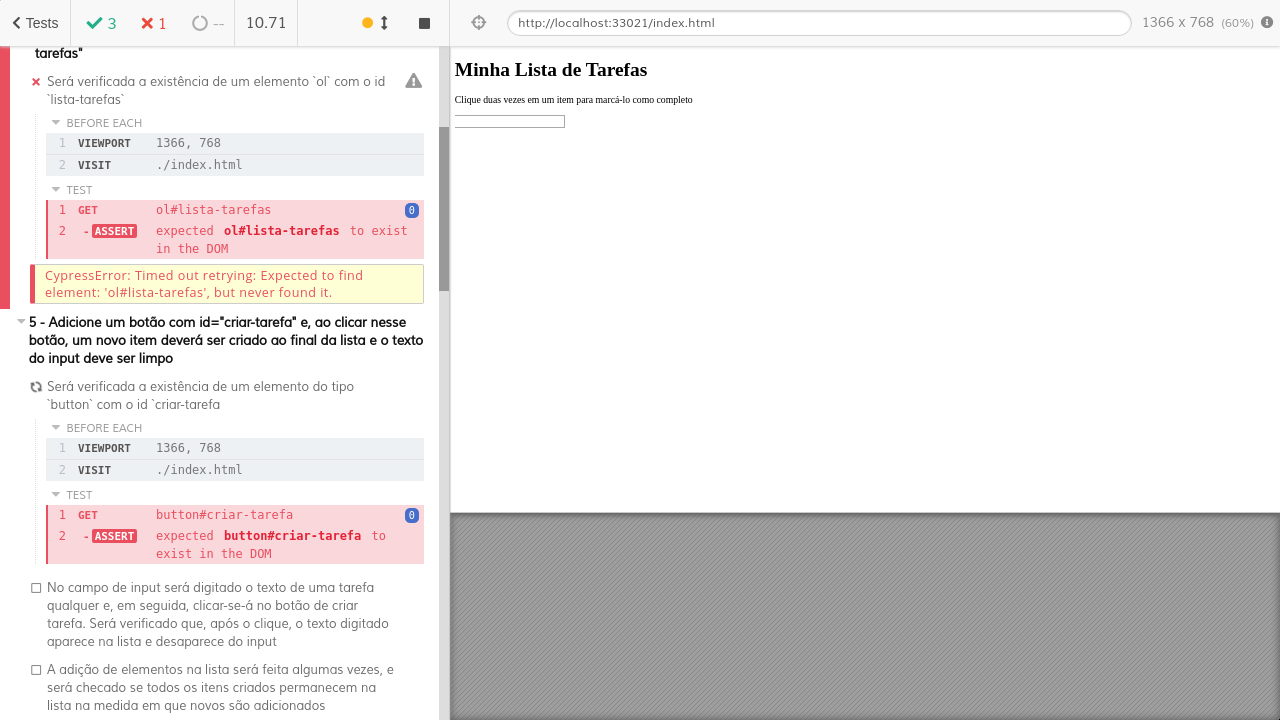 Tests
3
1
--
10.71
http://localhost:33021/index.html
1366 x 768 (60%)
tarefas"
Será verificada a existência de um elemento `ol` com o id
`lista-tarefas`
BEFORE EACH
1 VIEWPORT 1366, 768
2 VISIT ./index.html
TEST
1 GET ol#lista-tarefas 0
2 -ASSERT expected ol#lista-tarefas to exist
in the DOM
CypressError: Timed out retrying: Expected to find
element: 'ol#lista-tarefas', but never found it.
5 - Adicione um botão com id="criar-tarefa" e, ao clicar nesse
botão, um novo item deverá ser criado ao final da lista e o texto
do input deve ser limpo
Será verificada a existência de um elemento do tipo
`button` com o id `criar-tarefa
BEFORE EACH
1 VIEWPORT 1366, 768
2 VISIT ./index.html
TEST
1 GET button#criar-tarefa 0
2 -ASSERT expected button#criar-tarefa to
exist in the DOM
No campo de input será digitado o texto de uma tarefa
qualquer e, em seguida, clicar-se-á no botão de criar
tarefa. Será verificado que, após o clique, o texto digitado
aparece na lista e desaparece do input
A adição de elementos na lista será feita algumas vezes, e
será checado se todos os itens criados permanecem na
lista na medida em que novos são adicionados
Minha Lista de Tarefas
Clique duas vezes em um item para marcá-lo como completo